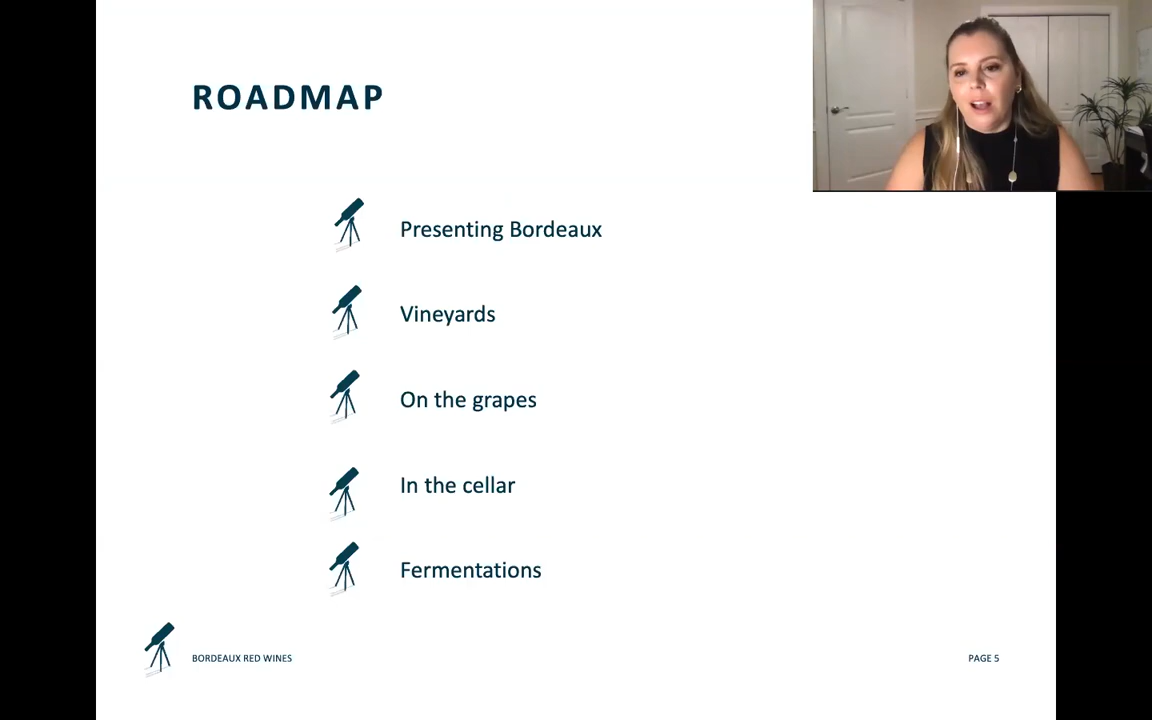 ROADMAP
Presenting Bordeaux
Vineyards
On the grapes
In the cellar
Fermentations
BORDEAUX RED WINES
PAGE 5